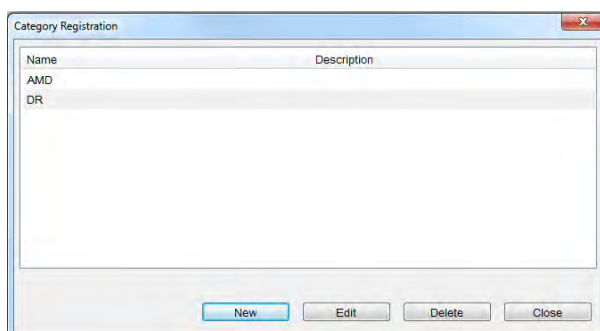 Category Registration
Name Description
AMD
DR
New Edit Delete Close